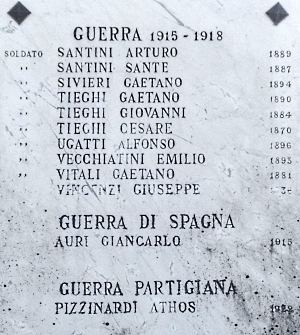 GUERRA 1915-1918
SOLDATO SANTINI ARTURO 1889
" SANTINI SANTE 1887
" SIVIERI GAETANO 1894
" TIEGHI GAETANO 1890
" TIEGHI GIOVANNI 1884
" TIEGHI CESARE 1870
" UGATTI ALFONSO 1896
" VECCHIATINI EMILIO 1893
" VITALI GAETANO 1881
VINCENZI GIUSEPPE
GUERRA DI SPAGNA
AURI GIANCARLO 1915
GUERRA PARTIGIANA
PIZZINARDI ATHOS